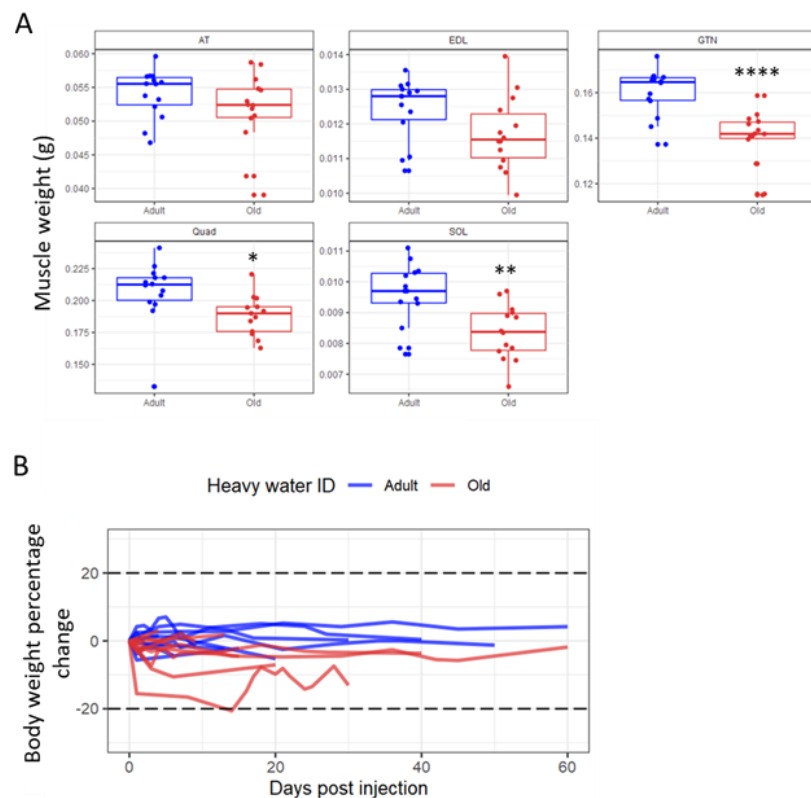 A
AT
EDL
GTN
Muscle weight (g)
0.060
0.055
0.050
0.045
0.040
0.014
0.013
0.012
0.011
0.010
0.16
0.14
0.12
****
Adult Old
Adult Old
Adult Old
Quad
SOL
0.225
0.200
0.175
0.150
*
0.011
0.010
0.009
0.008
0.007
**
Adult Old
Adult Old
B
Heavy water ID Adult Old
Body weight percentage
change
20
0
-20
0 20 40 60
Days post injection